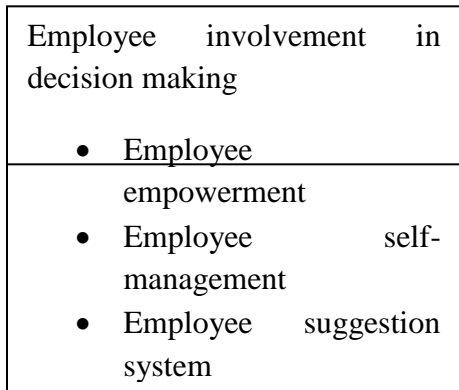 Employee involvement in
decision making
• Employee
empowerment
• Employee self-
management
• Employee suggestion
system